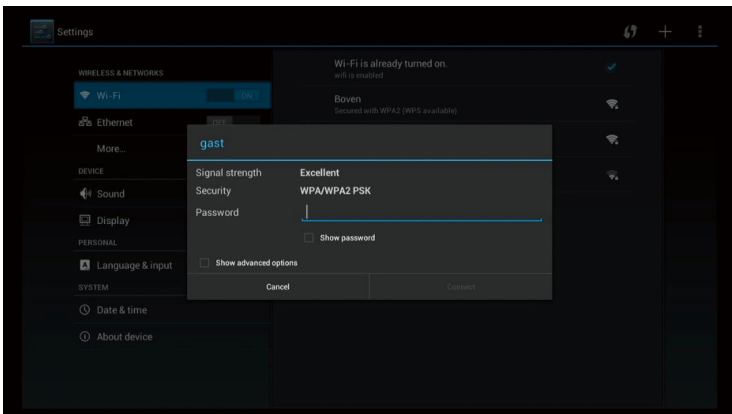 Settings
WIRELESS & NETWORKS
Wi-Fi
ON
Ethernet
OFF
More...
DEVICE
Sound
Display
PERSONAL
A Language & input
SYSTEM
Date & time
About device
Wi-Fi is already turned on.
wifi is enabled
Boven
Secured with WPA2 (WPS available)
gast
Signal strength Excellent
Security WPA/WPA2 PSK
Password
Show password
Show advanced options
Cancel Connect